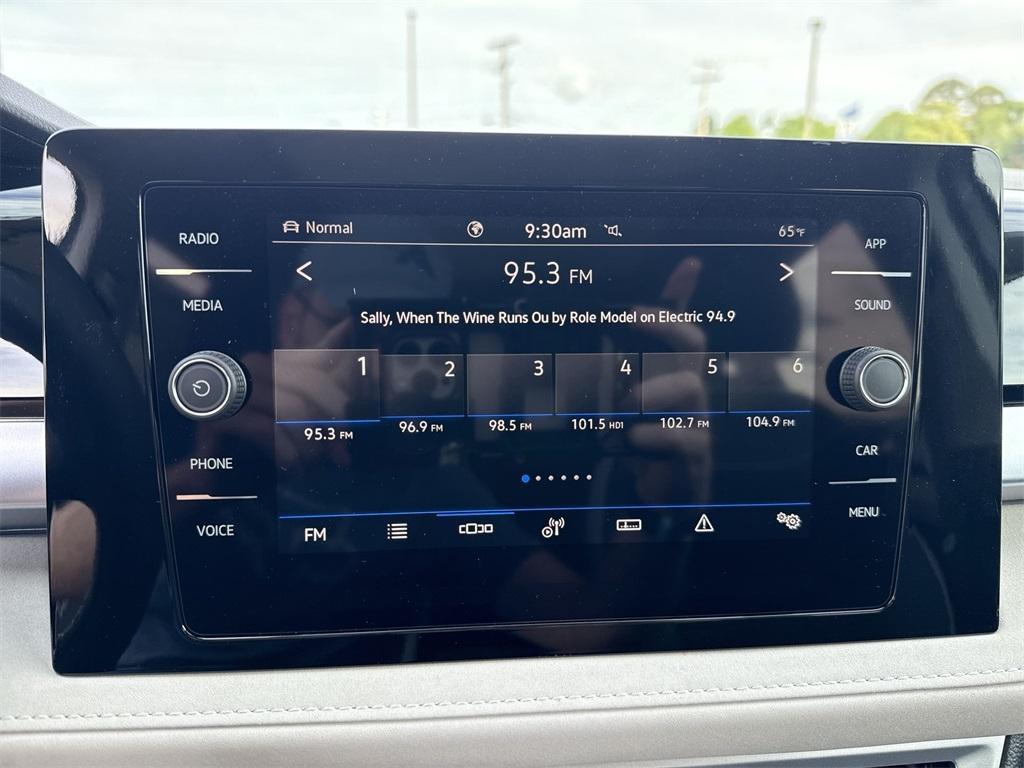 RADIO
MEDIA
PHONE
VOICE
Normal
9:30am
65°F
95.3 FM
Sally, When The Wine Runs Ou by Role Model on Electric 94.9
1 2 3 4 5 6
95.3 FM 96.9 FM 98.5 FM 101.5 HD1 102.7 FM 104.9 FM
FM
APP
SOUND
CAR
MENU